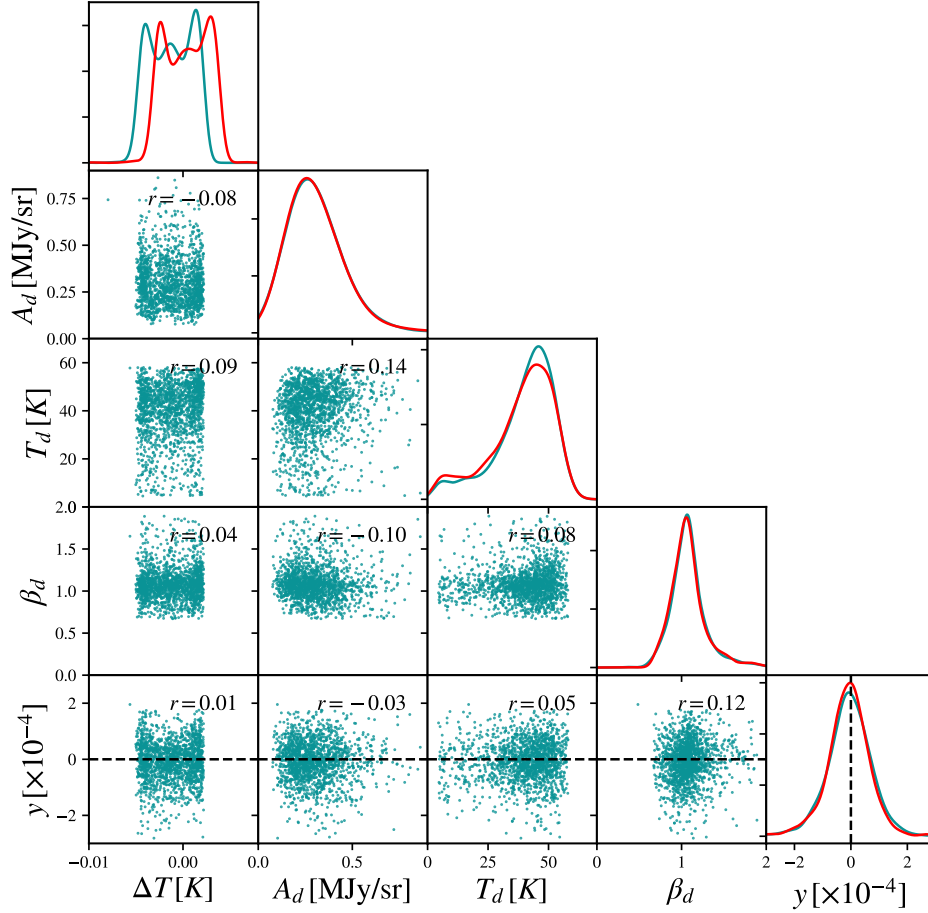 r = −0.08
0.75
0.50
0.25
0.00
A_d [MJy/sr]
r = 0.09
r = 0.14
60
40
20
T_d [K]
r = 0.04
r = −0.10
r = 0.08
2.0
1.5
1.0
0.5
0.0
β_d
r = 0.01
r = −0.03
r = 0.05
r = 0.12
2
0
−2
y [×10⁻⁴]
−0.01 0.00 0.0 0.5 0 25 50 0 1 2 −2 0 2
ΔT [K] A_d [MJy/sr] T_d [K] β_d y [×10⁻⁴]